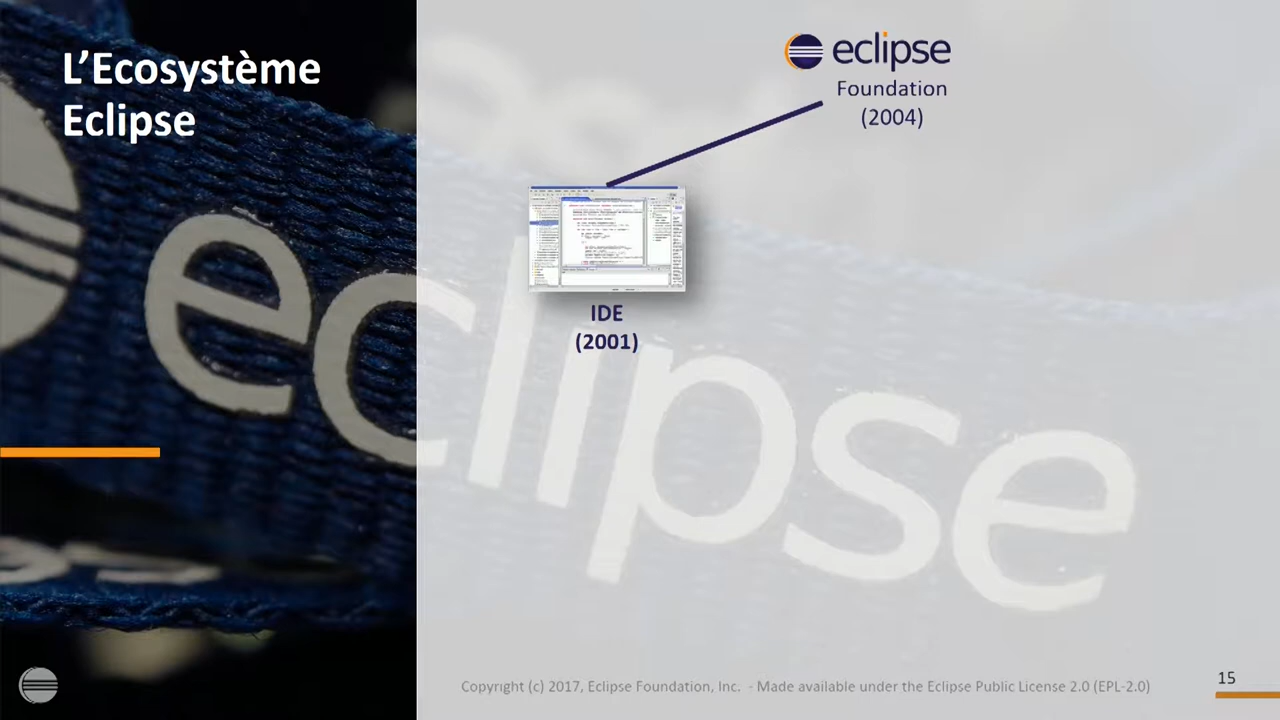 L'Ecosystème
Eclipse
eclipse
Foundation
(2004)
IDE
(2001)
eclipse
Copyright (c) 2017, Eclipse Foundation, Inc. - Made available under the Eclipse Public License 2.0 (EPL-2.0)
15